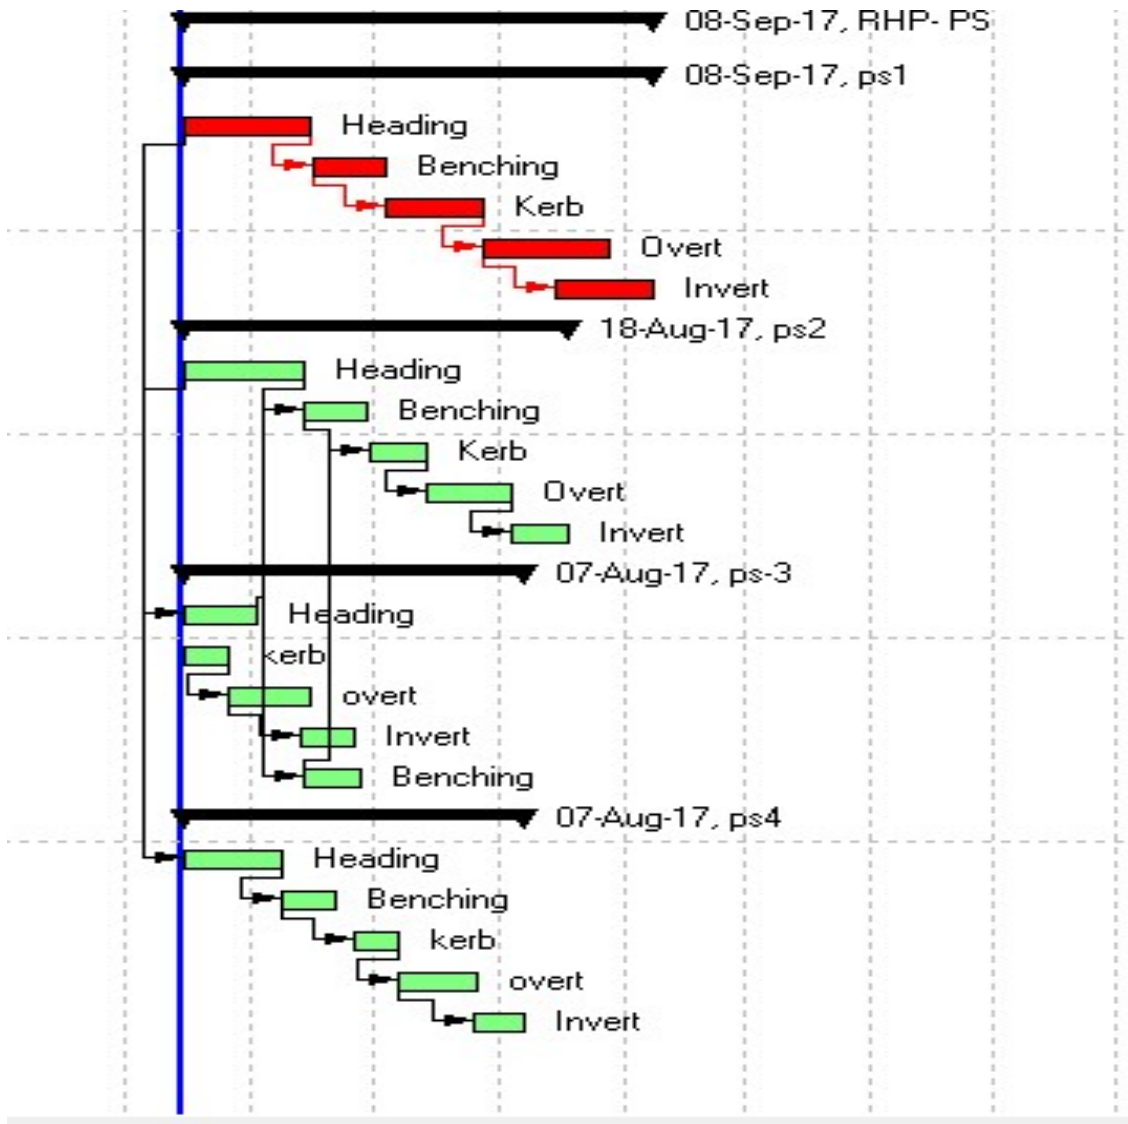 08-Sep-17, RHP- PS
08-Sep-17, ps1
Heading
Benching
Kerb
Overt
Invert
18-Aug-17, ps2
Heading
Benching
Kerb
Overt
Invert
07-Aug-17, ps-3
Heading
kerb
overt
Invert
Benching
07-Aug-17, ps4
Heading
Benching
kerb
overt
Invert